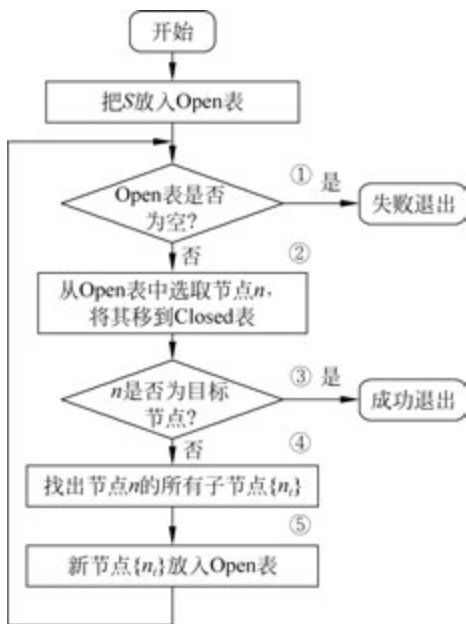 开始
把S放入Open表
Open表是否
为空?
① 是
失败退出
否
②
从Open表中选取节点n,
将其移到Closed表
n是否为目标
节点?
③ 是
成功退出
否
④
找出节点n的所有子节点{nᵢ}
⑤
新节点{nᵢ}放入Open表